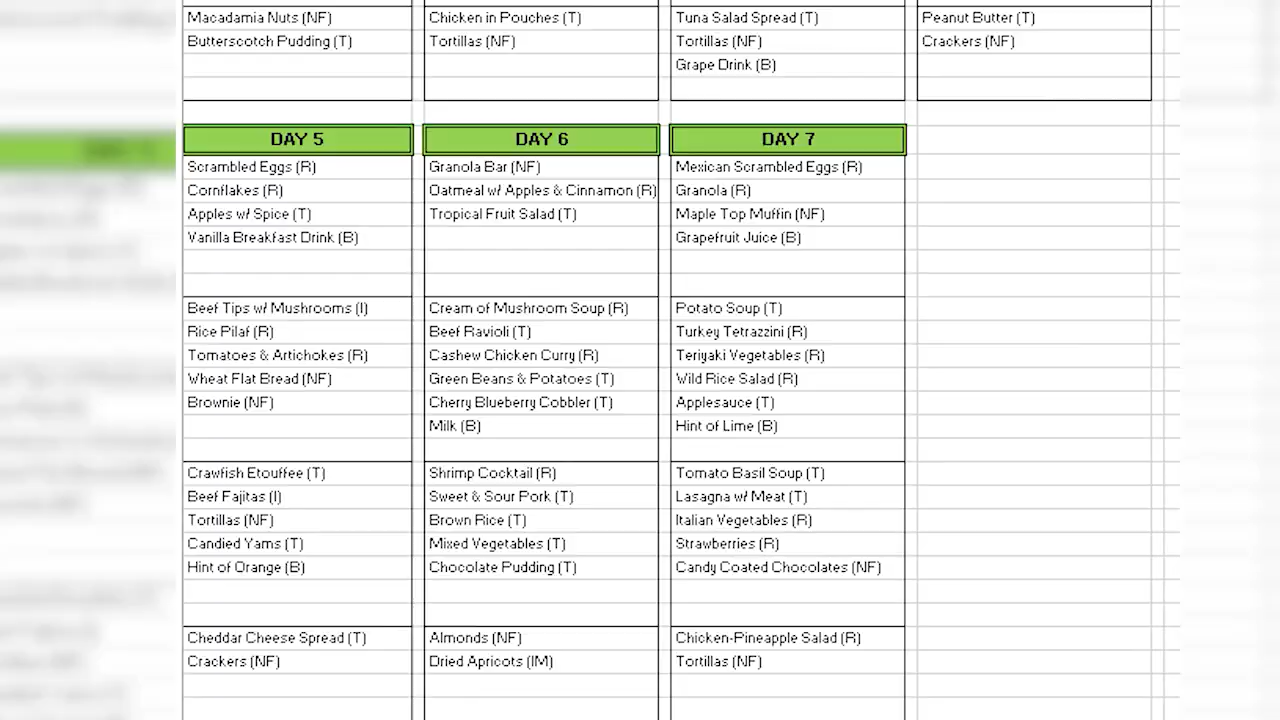 Macadamia Nuts (NF)
Butterscotch Pudding (T)
Chicken in Pouches (T)
Tortillas (NF)
Tuna Salad Spread (T)
Tortillas (NF)
Grape Drink (B)
Peanut Butter (T)
Crackers (NF)
DAY 5
Scrambled Eggs (R)
Cornflakes (R)
Apples w/ Spice (T)
Vanilla Breakfast Drink (B)
Beef Tips w/ Mushrooms (I)
Rice Pilaf (R)
Tomatoes & Artichokes (R)
Wheat Flat Bread (NF)
Brownie (NF)
Crawfish Etouffee (T)
Beef Fajitas (I)
Tortillas (NF)
Candied Yams (T)
Hint of Orange (B)
Cheddar Cheese Spread (T)
Crackers (NF)
DAY 6
Granola Bar (NF)
Oatmeal w/ Apples & Cinnamon (R)
Tropical Fruit Salad (T)
Cream of Mushroom Soup (R)
Beef Ravioli (T)
Cashew Chicken Curry (R)
Green Beans & Potatoes (T)
Cherry Blueberry Cobbler (T)
Milk (B)
Shrimp Cocktail (R)
Sweet & Sour Pork (T)
Brown Rice (T)
Mixed Vegetables (T)
Chocolate Pudding (T)
Almonds (NF)
Dried Apricots (IM)
DAY 7
Mexican Scrambled Eggs (R)
Granola (R)
Maple Top Muffin (NF)
Grapefruit Juice (B)
Potato Soup (T)
Turkey Tetrazzini (R)
Teriyaki Vegetables (R)
Wild Rice Salad (R)
Applesauce (T)
Hint of Lime (B)
Tomato Basil Soup (T)
Lasagna w/ Meat (T)
Italian Vegetables (R)
Strawberries (R)
Candy Coated Chocolates (NF)
Chicken-Pineapple Salad (R)
Tortillas (NF)